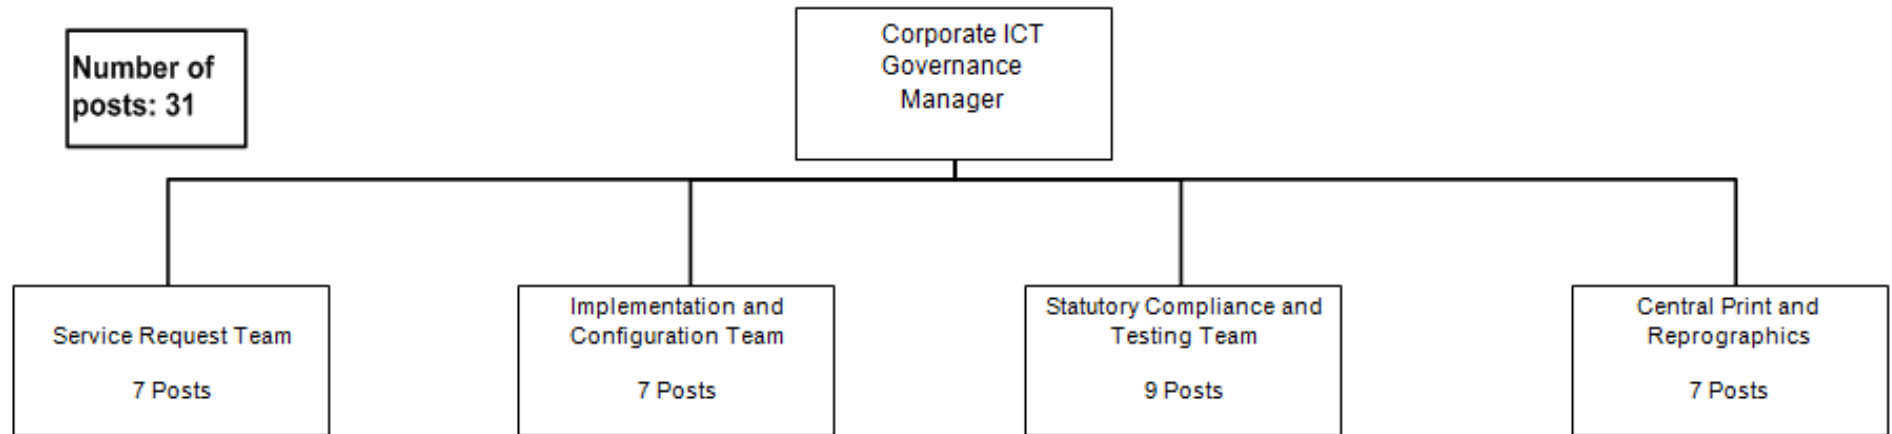 Number of
posts: 31
Corporate ICT
Governance
Manager
Service Request Team
7 Posts
Implementation and
Configuration Team
7 Posts
Statutory Compliance and
Testing Team
9 Posts
Central Print and
Reprographics
7 Posts